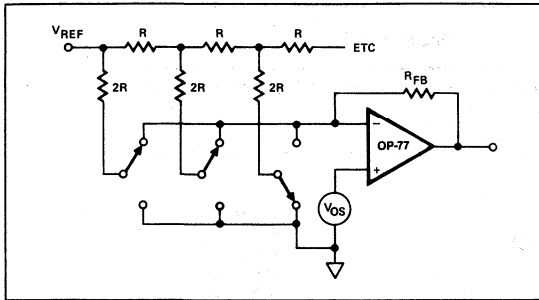 VREF R R R ETC
2R 2R 2R RFB
OP-77
− +
VOS